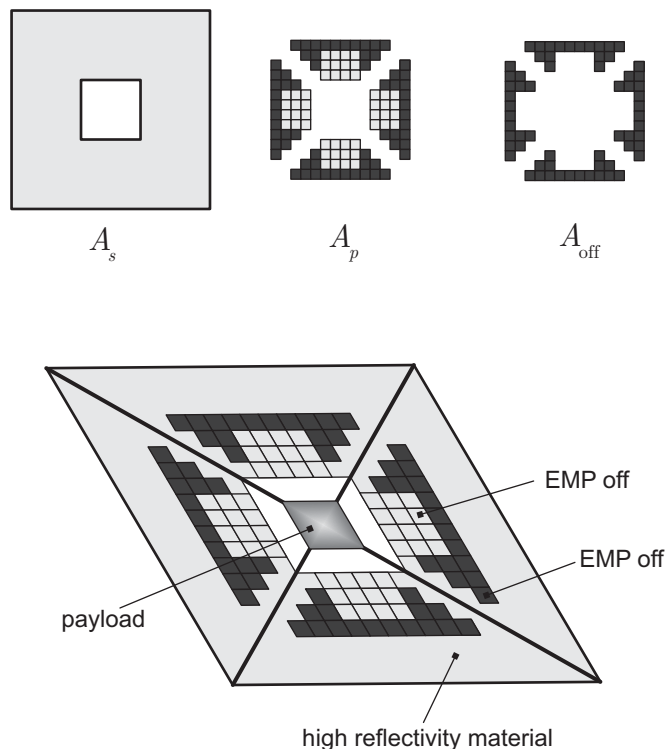 A_s A_p A_off
EMP off
EMP off
payload
high reflectivity material